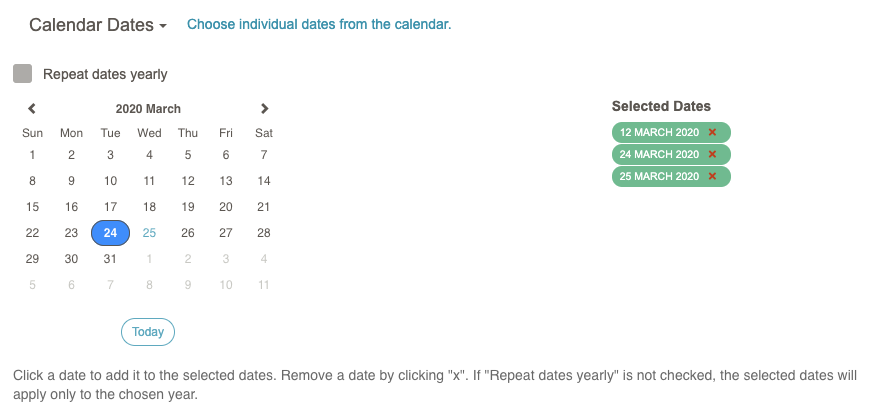 Calendar Dates Choose individual dates from the calendar.
Repeat dates yearly
2020 March
Sun Mon Tue Wed Thu Fri Sat
1 2 3 4 5 6 7
8 9 10 11 12 13 14
15 16 17 18 19 20 21
22 23 24 25 26 27 28
29 30 31 1 2 3 4
5 6 7 8 9 10 11
Today
Selected Dates
12 MARCH 2020 ×
24 MARCH 2020 ×
25 MARCH 2020 ×
Click a date to add it to the selected dates. Remove a date by clicking "x". If "Repeat dates yearly" is not checked, the selected dates will
apply only to the chosen year.